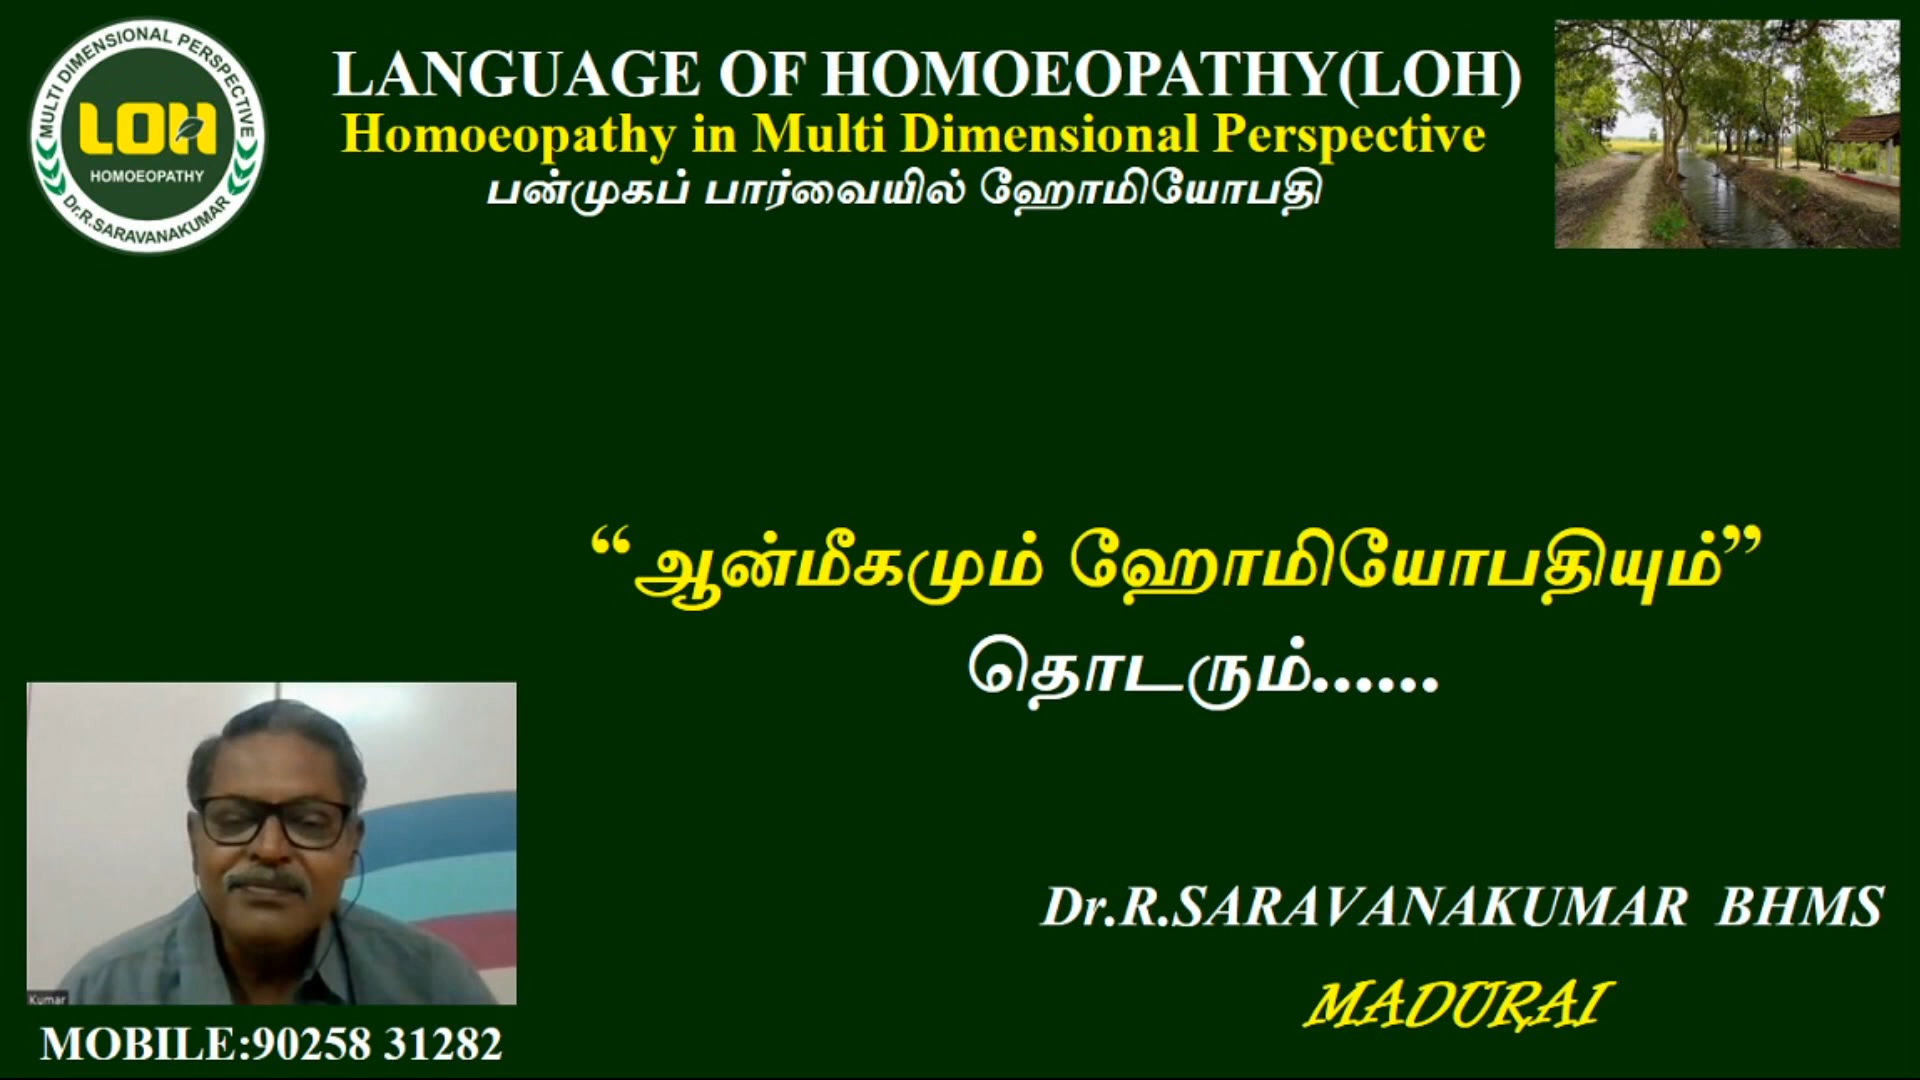 MULTI DIMENSIONAL PERSPECTIVE
LOH
HOMOEOPATHY
Dr.R.SARAVANAKUMAR
LANGUAGE OF HOMOEOPATHY(LOH)
Homoeopathy in Multi Dimensional Perspective
பன்முகப் பார்வையில் ஹோமியோபதி
“ஆன்மீகமும் ஹோமியோபதியும்”
தொடரும்......
Kumar
MOBILE:90258 31282
Dr.R.SARAVANAKUMAR BHMS
MADURAI